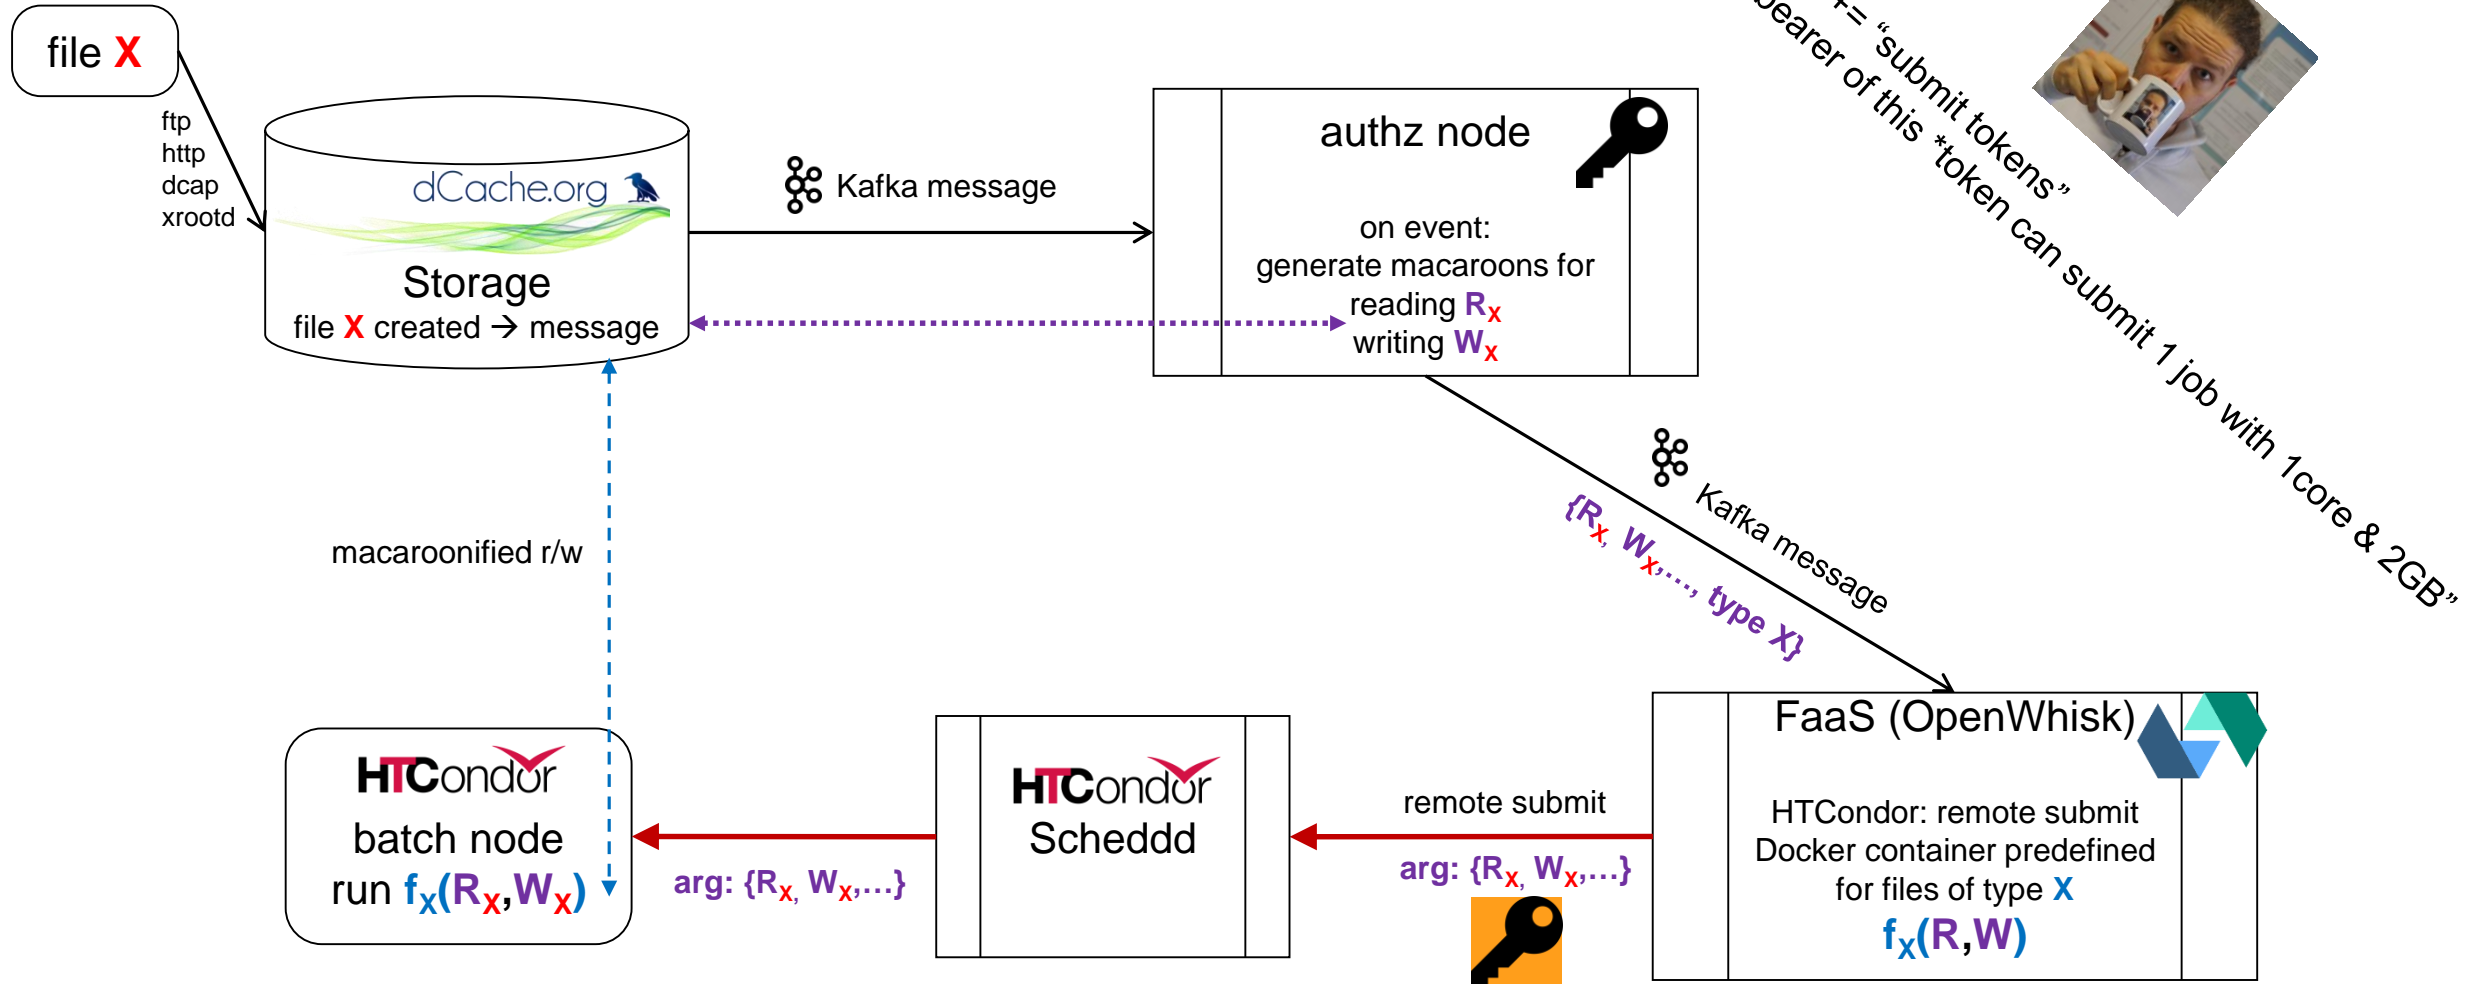 file X
ftp
http
dcap
xrootd
dCache.org
Storage
file X created → message
Kafka message
authz node
on event:
generate macaroons for
reading RX
writing WX
+= “submit tokens”
bearer of this *token can submit 1 job with 1core & 2GB”
Kafka message
{RX, WX,..., type X}
macaroonified r/w
HTCondor
batch node
run fX(RX,WX)
arg: {RX, WX,...}
HTCondor
Scheddd
remote submit
arg: {RX, WX,...}
FaaS (OpenWhisk)
HTCondor: remote submit
Docker container predefined
for files of type X
fX(R,W)